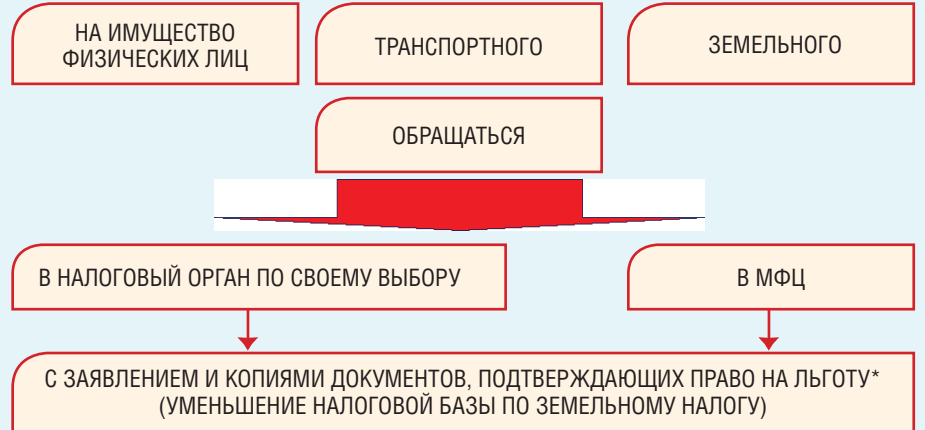 НА ИМУЩЕСТВО
ФИЗИЧЕСКИХ ЛИЦ
ТРАНСПОРТНОГО
ЗЕМЕЛЬНОГО
ОБРАЩАТЬСЯ
В НАЛОГОВЫЙ ОРГАН ПО СВОЕМУ ВЫБОРУ
В МФЦ
С ЗАЯВЛЕНИЕМ И КОПИЯМИ ДОКУМЕНТОВ, ПОДТВЕРЖДАЮЩИХ ПРАВО НА ЛЬГОТУ*
(УМЕНЬШЕНИЕ НАЛОГОВОЙ БАЗЫ ПО ЗЕМЕЛЬНОМУ НАЛОГУ)